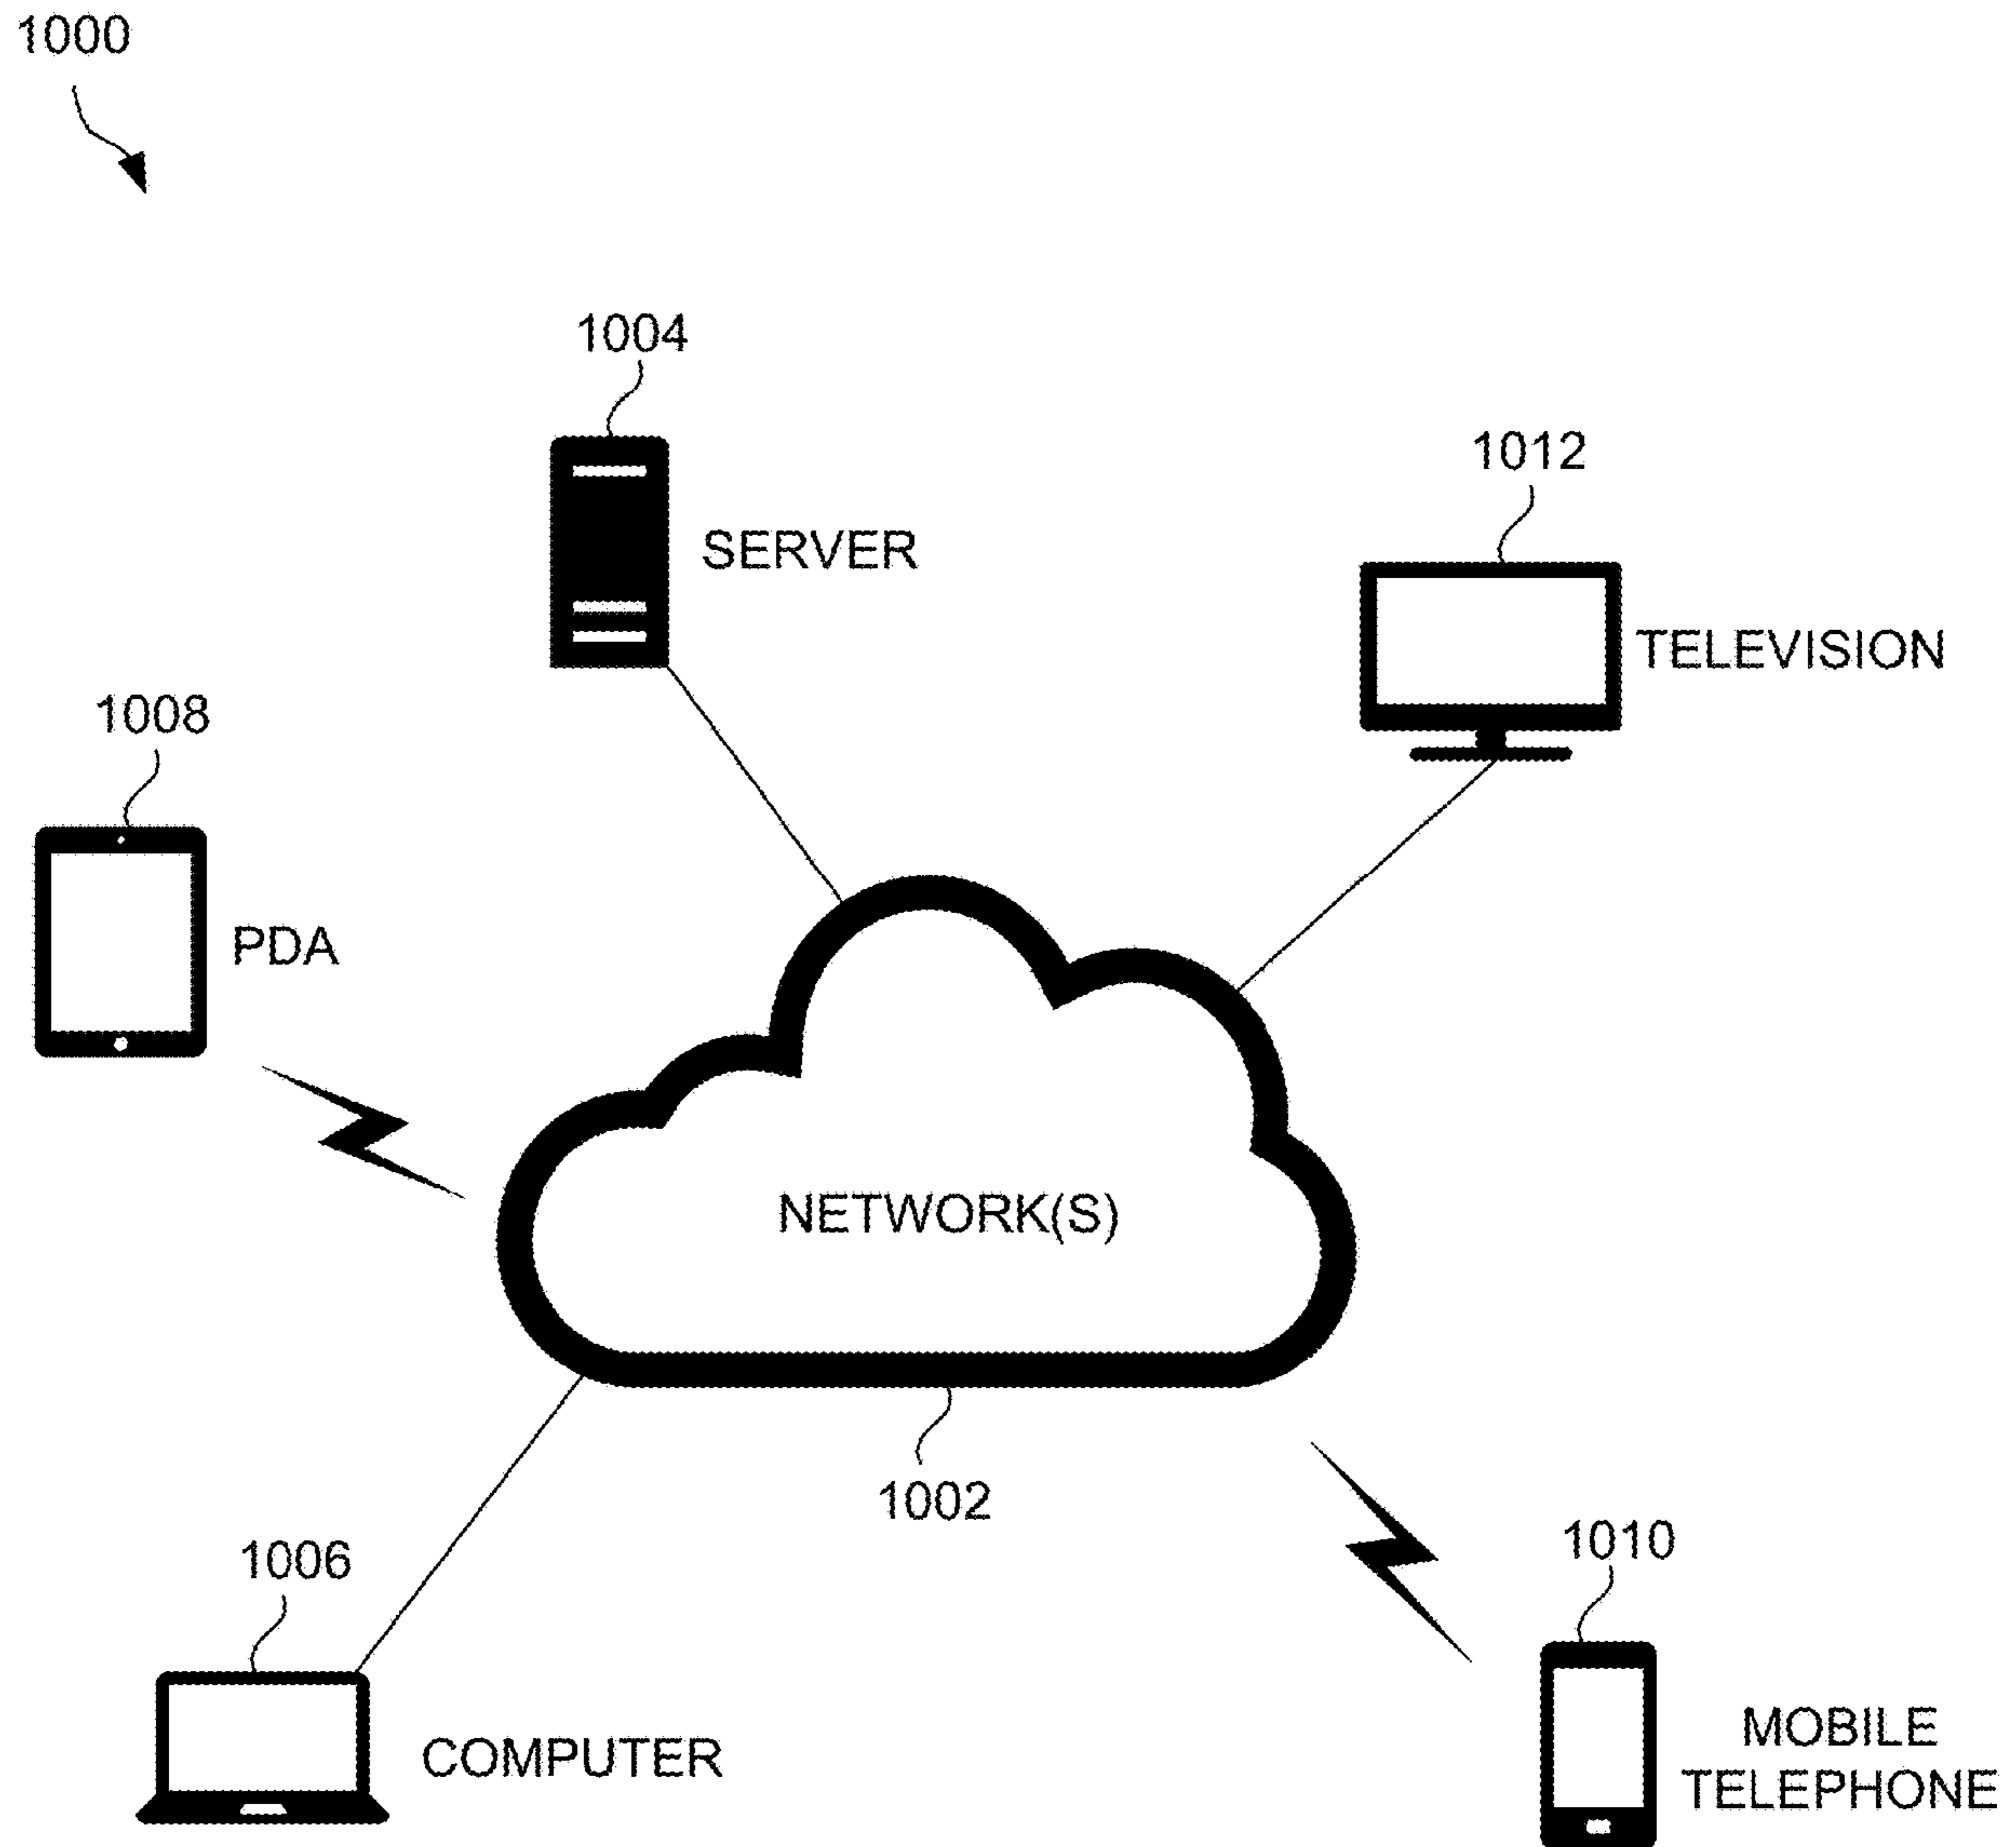 1000
1004
SERVER
1012
TELEVISION
1008
PDA
NETWORK(S)
1002
1006
COMPUTER
1010
MOBILE
TELEPHONE